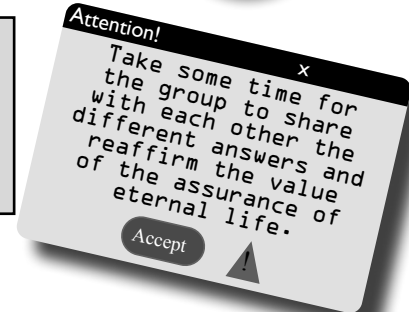 Attention!
x
Take some time for
the group to share
with each other the
different answers and
reaffirm the value
of the assurance of
eternal life.
Accept
!